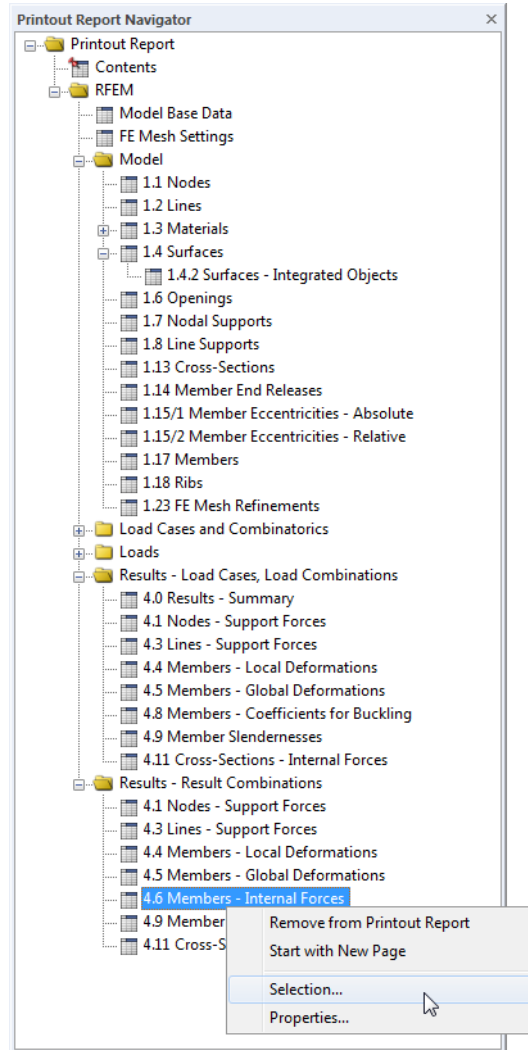 Printout Report Navigator
Printout Report
Contents
RFEM
Model Base Data
FE Mesh Settings
Model
1.1 Nodes
1.2 Lines
1.3 Materials
1.4 Surfaces
1.4.2 Surfaces - Integrated Objects
1.6 Openings
1.7 Nodal Supports
1.8 Line Supports
1.13 Cross-Sections
1.14 Member End Releases
1.15/1 Member Eccentricities - Absolute
1.15/2 Member Eccentricities - Relative
1.17 Members
1.18 Ribs
1.23 FE Mesh Refinements
Load Cases and Combinatorics
Loads
Results - Load Cases, Load Combinations
4.0 Results - Summary
4.1 Nodes - Support Forces
4.3 Lines - Support Forces
4.4 Members - Local Deformations
4.5 Members - Global Deformations
4.8 Members - Coefficients for Buckling
4.9 Member Slendernesses
4.11 Cross-Sections - Internal Forces
Results - Result Combinations
4.1 Nodes - Support Forces
4.3 Lines - Support Forces
4.4 Members - Local Deformations
4.5 Members - Global Deformations
4.6 Members - Internal Forces
4.9 Member
4.11 Cross-S
Remove from Printout Report
Start with New Page
Selection...
Properties...